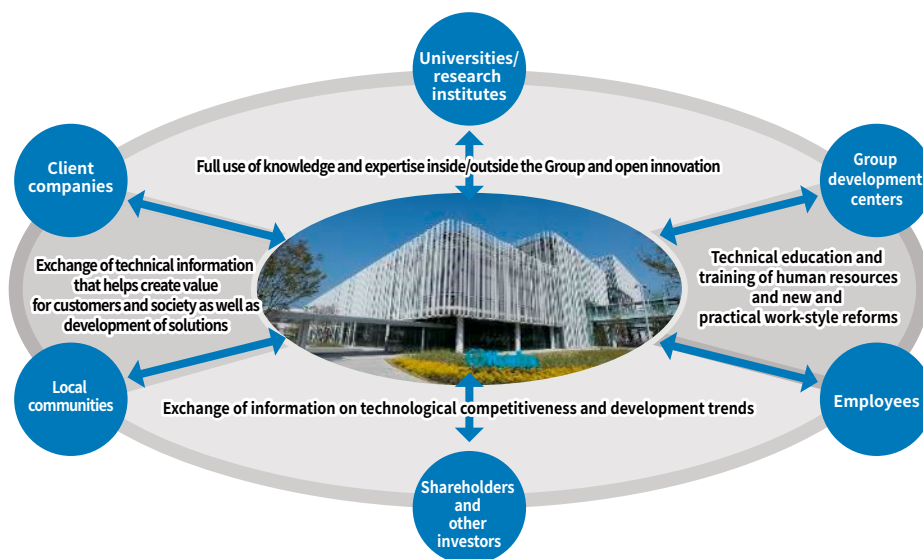 Universities/
research
institutes
Client
companies
Full use of knowledge and expertise inside/outside the Group and open innovation
Group
development
centers
Exchange of technical information
that helps create value
for customers and society as well as
development of solutions
Technical education and
training of human resources
and new and
practical work-style reforms
Local
communities
Exchange of information on technological competitiveness and development trends
Employees
Shareholders
and
other
investors